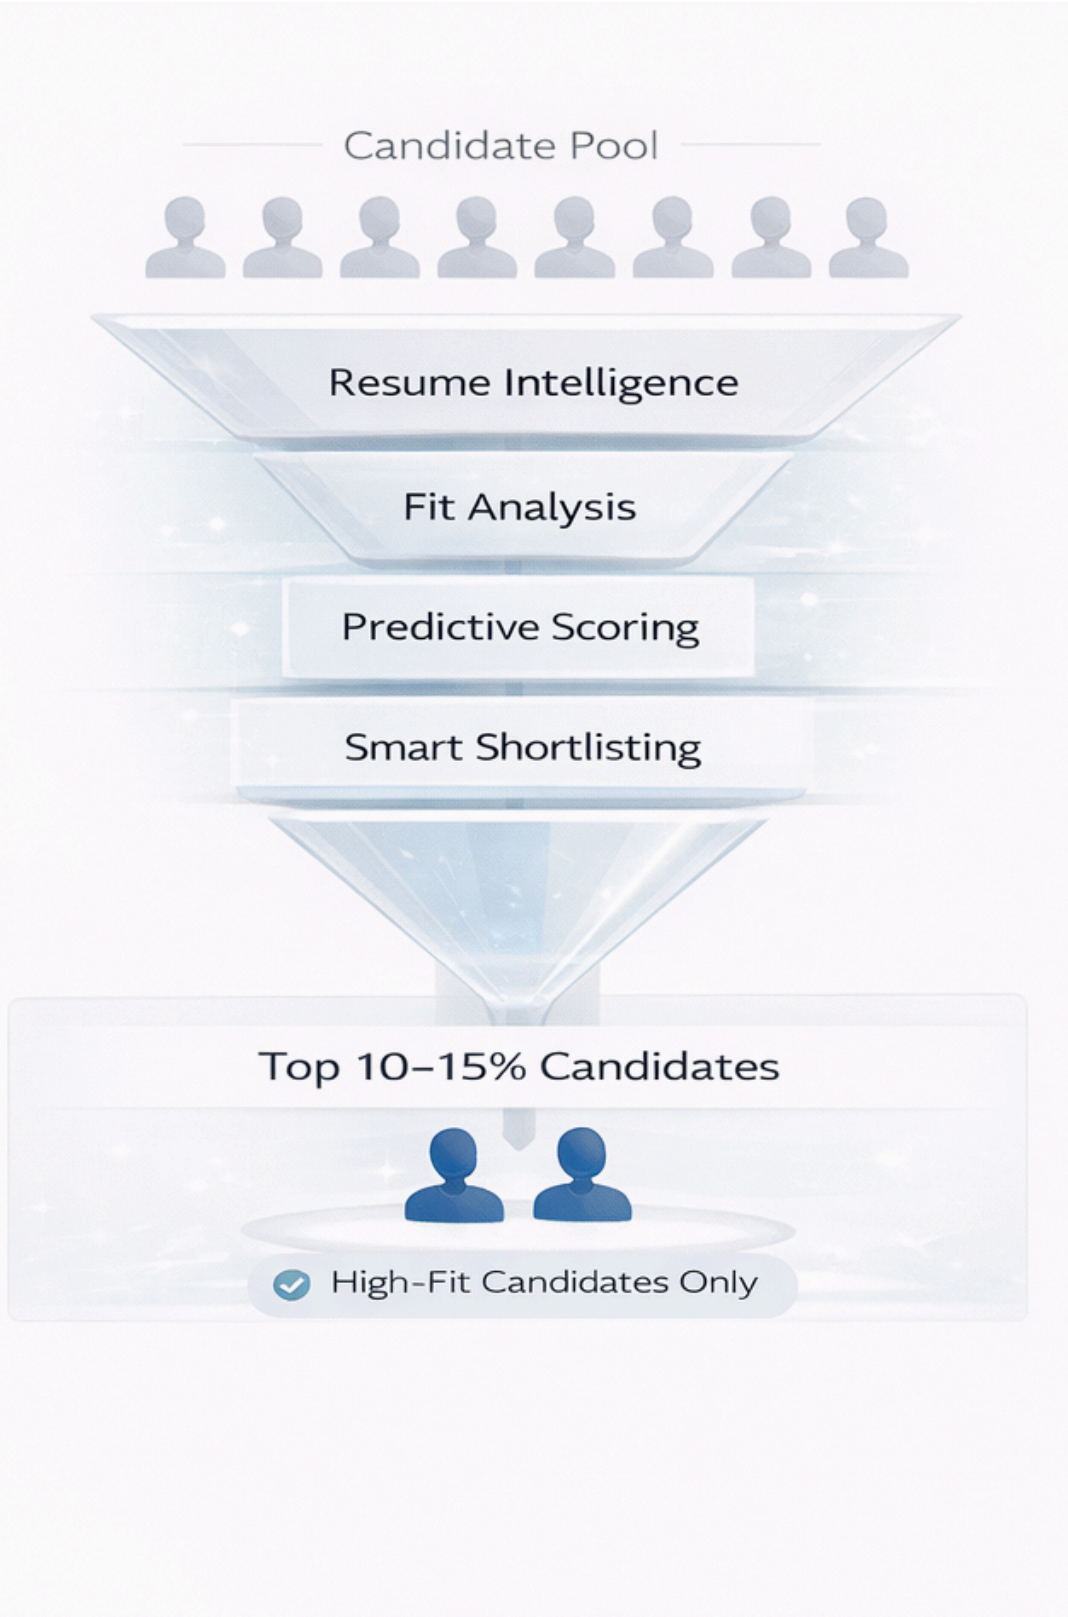 Candidate Pool
Resume Intelligence
Fit Analysis
Predictive Scoring
Smart Shortlisting
Top 10–15% Candidates
High-Fit Candidates Only